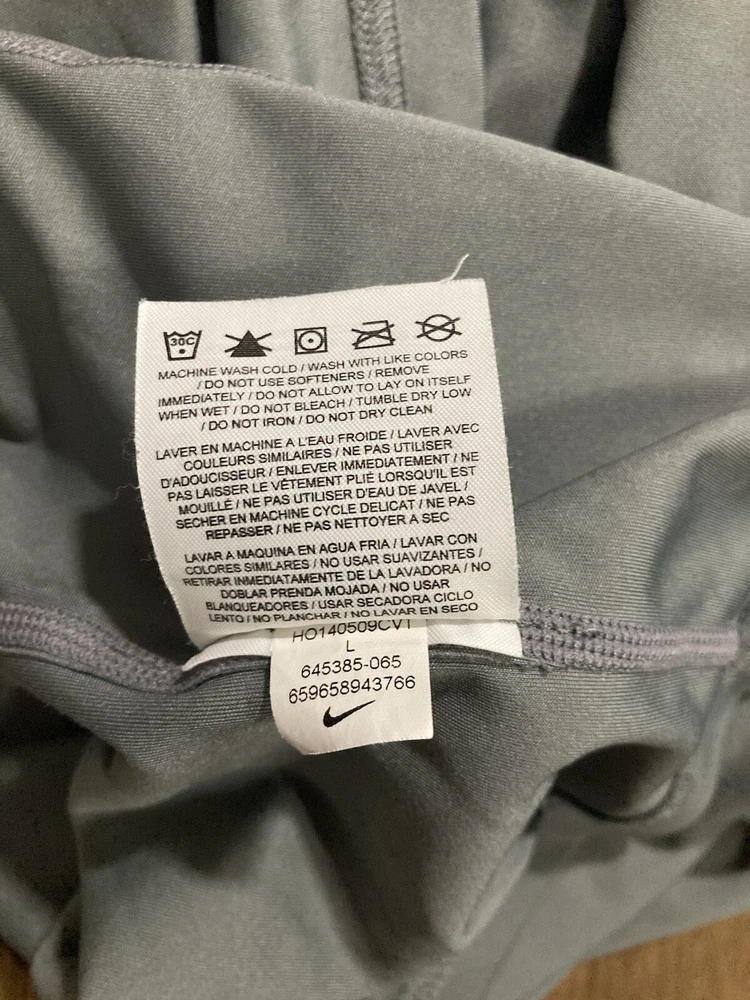 30C
MACHINE WASH COLD / WASH WITH LIKE COLORS
/ DO NOT USE SOFTENERS / REMOVE
IMMEDIATELY / DO NOT ALLOW TO LAY ON ITSELF
WHEN WET / DO NOT BLEACH / TUMBLE DRY LOW
/ DO NOT IRON / DO NOT DRY CLEAN
LAVER EN MACHINE A L'EAU FROIDE / LAVER AVEC
COULEURS SIMILAIRES / NE PAS UTILISER
D'ADOUCISSEUR / ENLEVER IMMEDIATEMENT / NE
PAS LAISSER LE VÊTEMENT PLIÉ LORSQU'IL EST
MOUILLÉ / NE PAS UTILISER D'EAU DE JAVEL /
SECHER EN MACHINE CYCLE DELICAT / NE PAS
REPASSER / NE PAS NETTOYER A SEC
LAVAR A MAQUINA EN AGUA FRIA / LAVAR CON
COLORES SIMILARES / NO USAR SUAVIZANTES /
RETIRAR INMEDIATAMENTE DE LA LAVADORA / NO
DOBLAR PRENDA MOJADA / NO USAR
BLANQUEADORES / USAR SECADORA CICLO
LENTO / NO PLANCHAR / NO LAVAR EN SECO
HO140509CV1
L
645385-065
659658943766